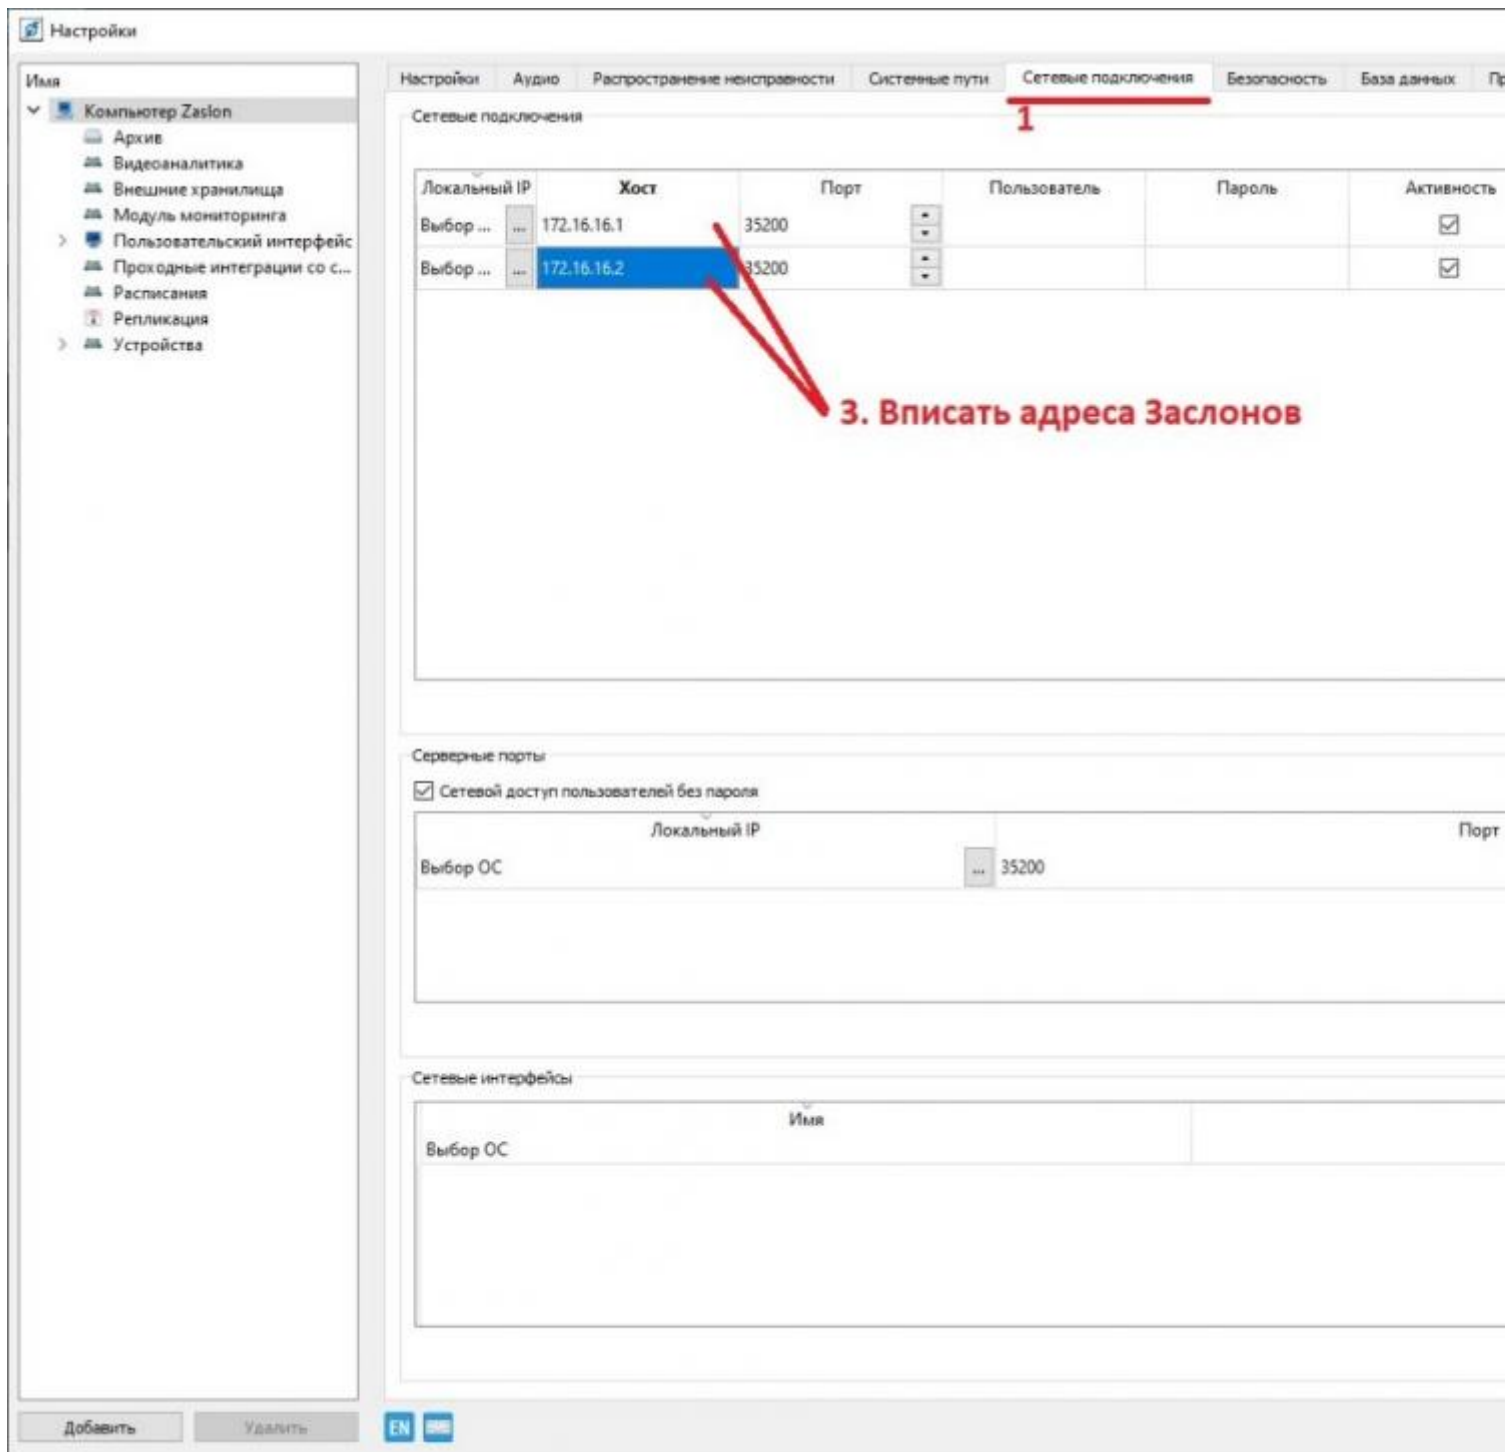 Настройки
Имя
Компьютер Zaslon
Архив
Видеоаналитика
Внешние хранилища
Модуль мониторинга
Пользовательский интерфейс
Проходные интеграции со с...
Расписания
Репликация
Устройства
Настройки Аудио Распространение неисправности Системные пути Сетевые подключения Безопасность База данных Пр
1
Сетевые подключения
Локальный IP Хост Порт Пользователь Пароль Активность
Выбор ... ... 172.16.16.1 35200
Выбор ... ... 172.16.16.2 35200
3. Вписать адреса Заслонов
Серверные порты
Сетевой доступ пользователей без пароля
Локальный IP Порт
Выбор ОС ... 35200
Сетевые интерфейсы
Имя
Выбор ОС
Добавить Удалить EN